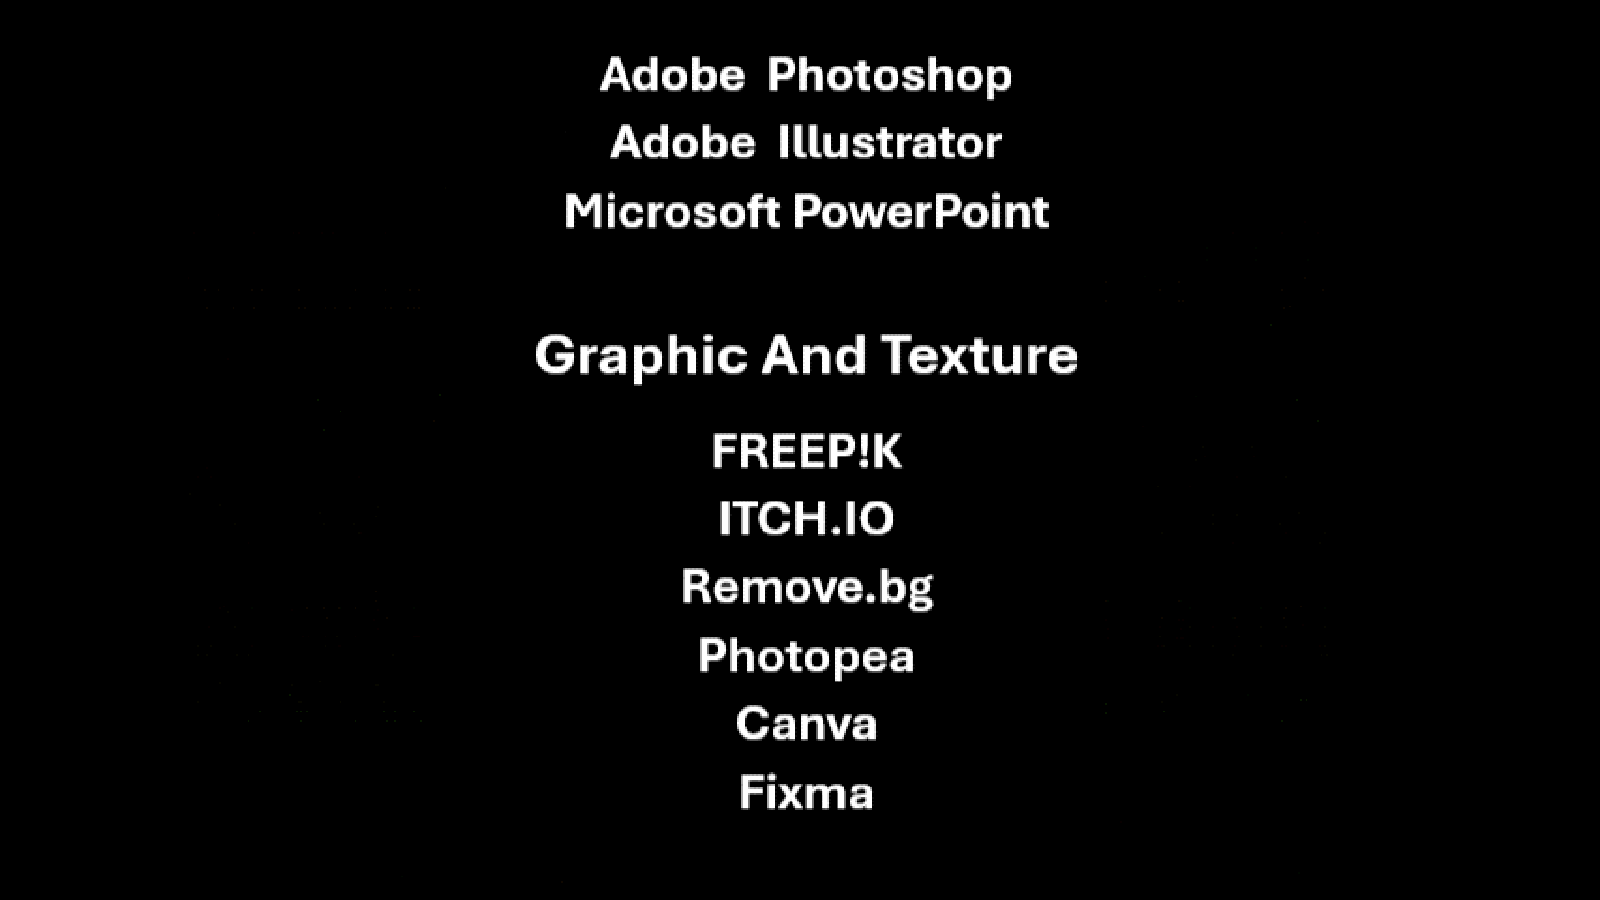 Adobe Photoshop
Adobe Illustrator
Microsoft PowerPoint
Graphic And Texture
FREEP!K
ITCH.IO
Remove.bg
Photopea
Canva
Fixma